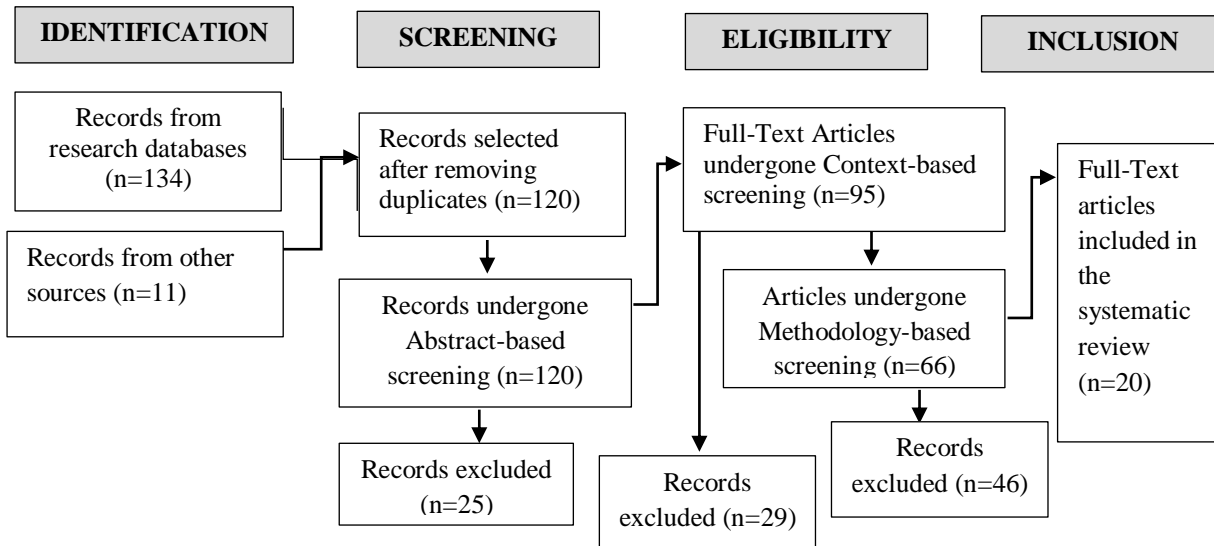 IDENTIFICATION
SCREENING
ELIGIBILITY
INCLUSION
Records from
research databases
(n=134)
Records from other
sources (n=11)
Records selected
after removing
duplicates (n=120)
Records undergone
Abstract-based
screening (n=120)
Records excluded
(n=25)
Full-Text Articles
undergone Context-based
screening (n=95)
Articles undergone
Methodology-based
screening (n=66)
Records
excluded (n=29)
Records
excluded (n=46)
Full-Text
articles
included in
the
systematic
review
(n=20)